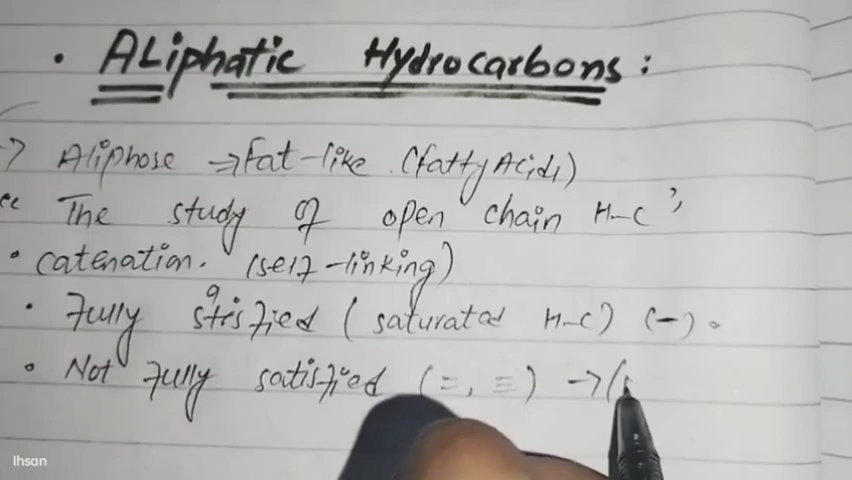 • ALiphatic Hydrocarbons:
→ Aliphose ⇒ Fat-like (fatty Acids)
“ The study of open chain H-C ”
• catenation. (self-linking)
• Fully satisfied (saturated H-C) (-).
• Not fully satisfied (=, ≡) → (
Ihsan